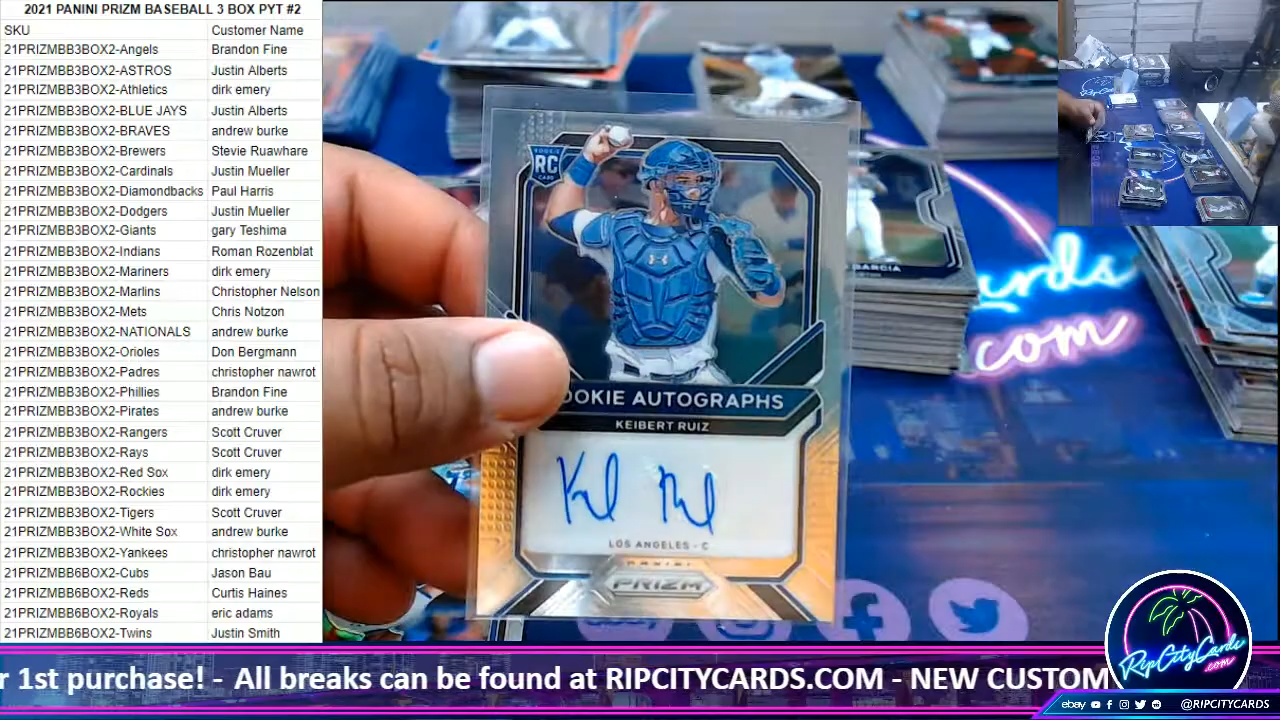 2021 PANINI PRIZM BASEBALL 3 BOX PYT #2
SKU Customer Name
21PRIZMBB3BOX2-Angels Brandon Fine
21PRIZMBB3BOX2-ASTROS Justin Alberts
21PRIZMBB3BOX2-Athletics dirk emery
21PRIZMBB3BOX2-BLUE JAYS Justin Alberts
21PRIZMBB3BOX2-BRAVES andrew burke
21PRIZMBB3BOX2-Brewers Stevie Ruawhare
21PRIZMBB3BOX2-Cardinals Justin Mueller
21PRIZMBB3BOX2-Diamondbacks Paul Harris
21PRIZMBB3BOX2-Dodgers Justin Mueller
21PRIZMBB3BOX2-Giants gary Teshima
21PRIZMBB3BOX2-Indians Roman Rozenblat
21PRIZMBB3BOX2-Mariners dirk emery
21PRIZMBB3BOX2-Marlins Christopher Nelson
21PRIZMBB3BOX2-Mets Chris Notzon
21PRIZMBB3BOX2-NATIONALS andrew burke
21PRIZMBB3BOX2-Orioles Don Bergmann
21PRIZMBB3BOX2-Padres christopher nawrot
21PRIZMBB3BOX2-Phillies Brandon Fine
21PRIZMBB3BOX2-Pirates andrew burke
21PRIZMBB3BOX2-Rangers Scott Cruver
21PRIZMBB3BOX2-Rays Scott Cruver
21PRIZMBB3BOX2-Red Sox dirk emery
21PRIZMBB3BOX2-Rockies dirk emery
21PRIZMBB3BOX2-Tigers Scott Cruver
21PRIZMBB3BOX2-White Sox andrew burke
21PRIZMBB3BOX2-Yankees christopher nawrot
21PRIZMBB6BOX2-Cubs Jason Bau
21PRIZMBB6BOX2-Reds Curtis Haines
21PRIZMBB6BOX2-Royals eric adams
21PRIZMBB6BOX2-Twins Justin Smith
ROOKIE
RC
CARD
OOKIE AUTOGRAPHS
KEIBERT RUIZ
LOS ANGELES - C
PANINI
PRIZM
GARCIA
ards
com
r 1st purchase! - All breaks can be found at RIPCITYCARDS.COM - NEW CUSTOM
RipCityCards
.com
ebay @RIPCITYCARDS